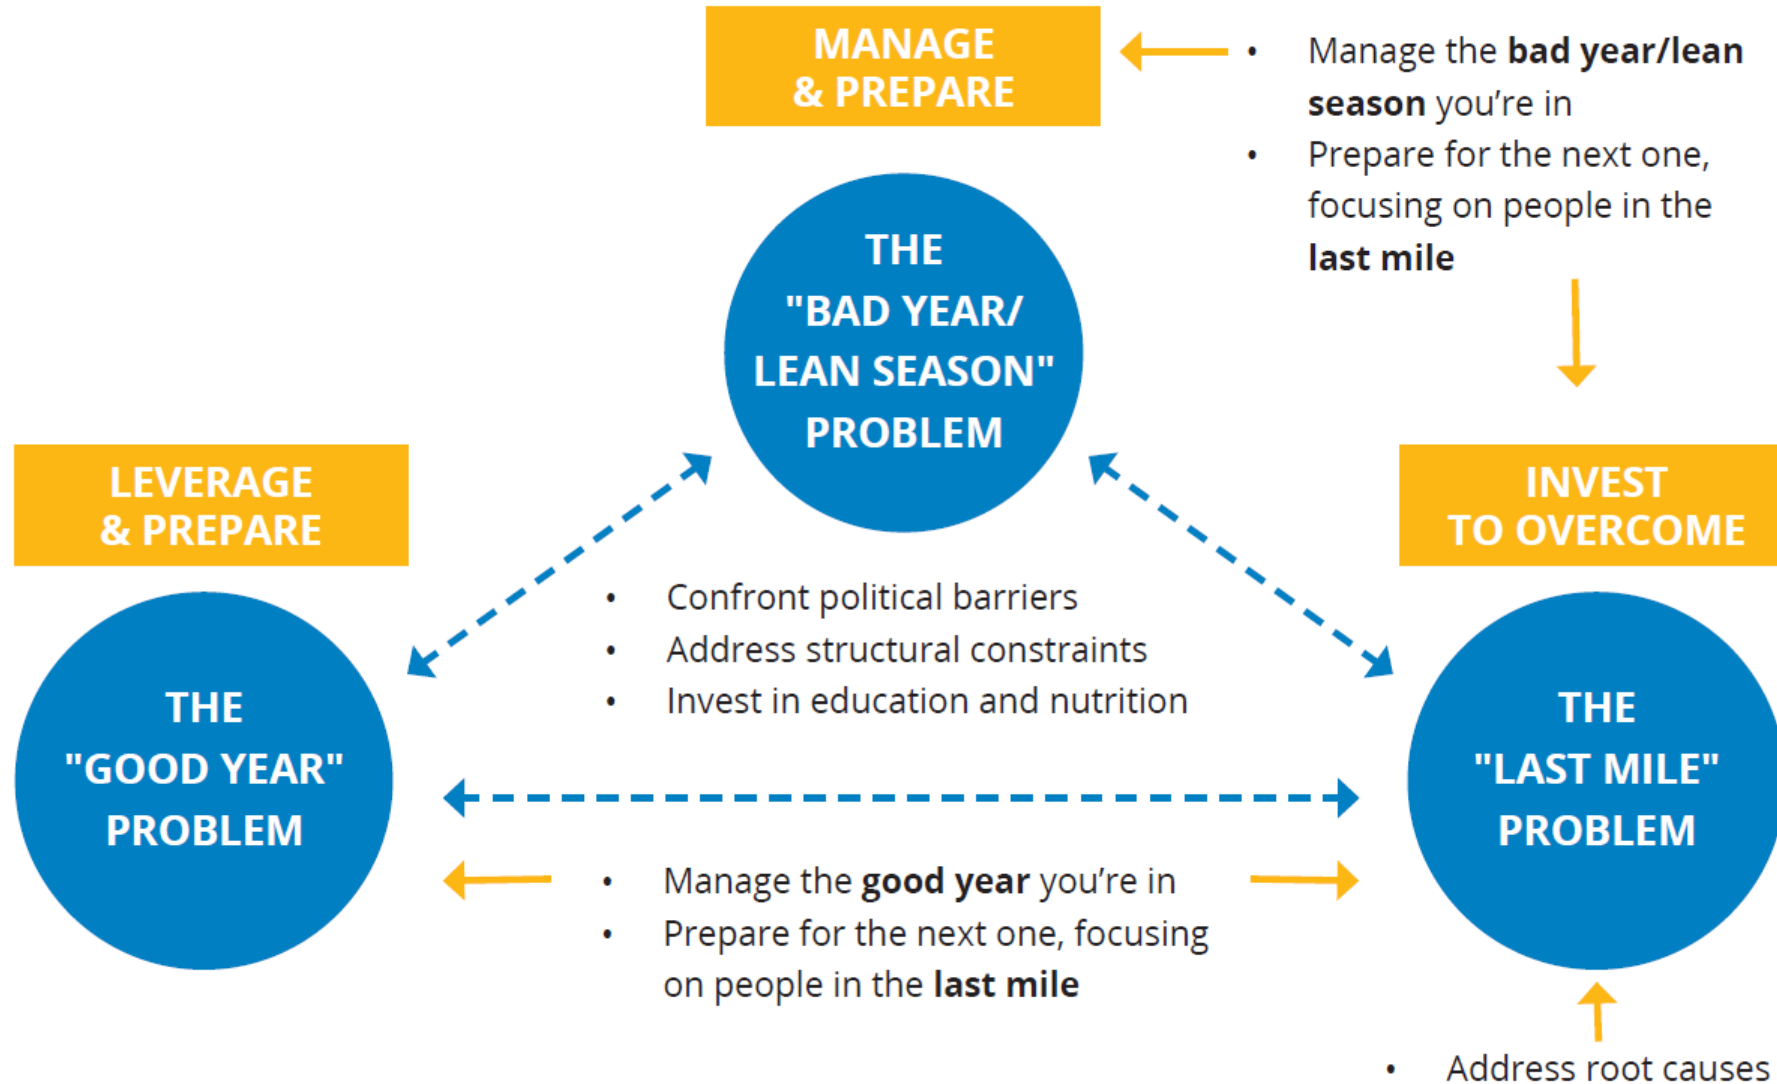 MANAGE
& PREPARE
• Manage the bad year/lean
season you’re in
• Prepare for the next one,
focusing on people in the
last mile
THE
"BAD YEAR/
LEAN SEASON"
PROBLEM
LEVERAGE
& PREPARE
INVEST
TO OVERCOME
• Confront political barriers
• Address structural constraints
• Invest in education and nutrition
THE
"GOOD YEAR"
PROBLEM
THE
"LAST MILE"
PROBLEM
• Manage the good year you’re in
• Prepare for the next one, focusing
on people in the last mile
• Address root causes